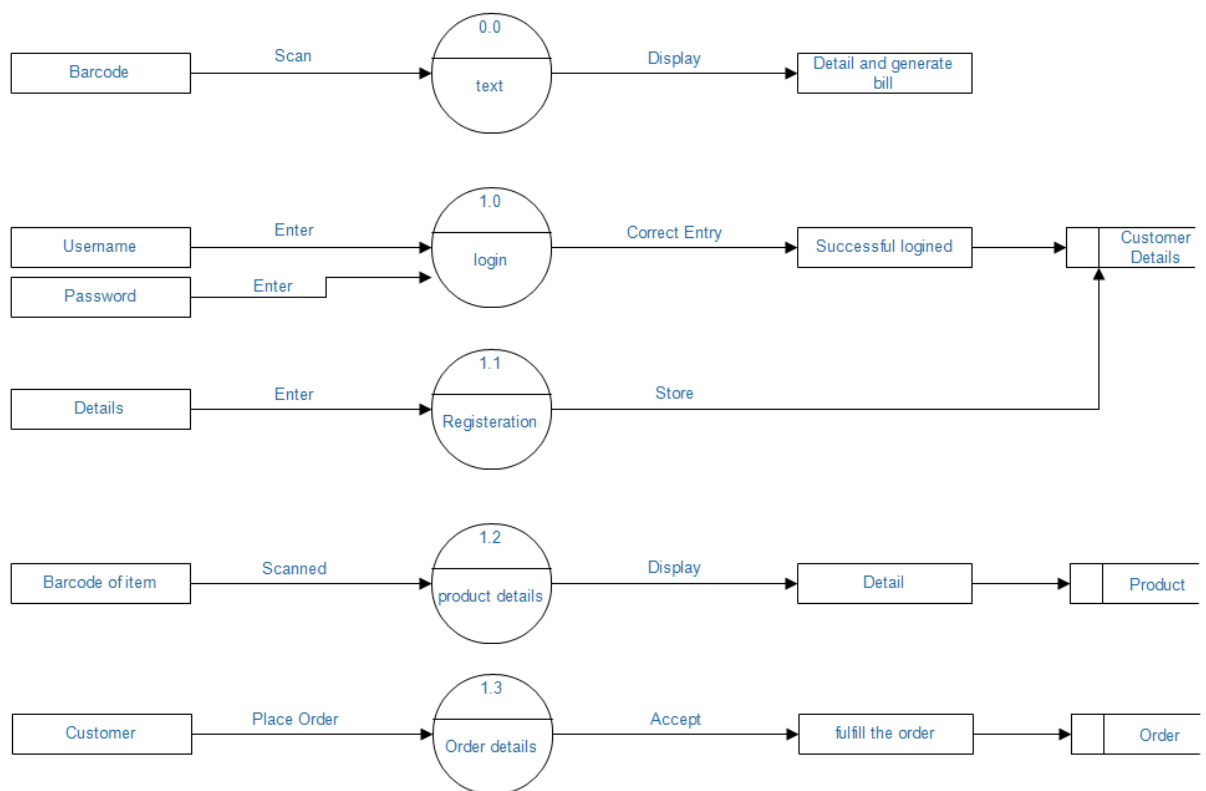 0.0
Barcode
Scan
text
Display
Detail and generate
bill
1.0
Username
Enter
login
Correct Entry
Successful logined
Customer
Details
Password
Enter
1.1
Details
Enter
Registeration
Store
1.2
Barcode of item
Scanned
product details
Display
Detail
Product
1.3
Customer
Place Order
Order details
Accept
fulfill the order
Order